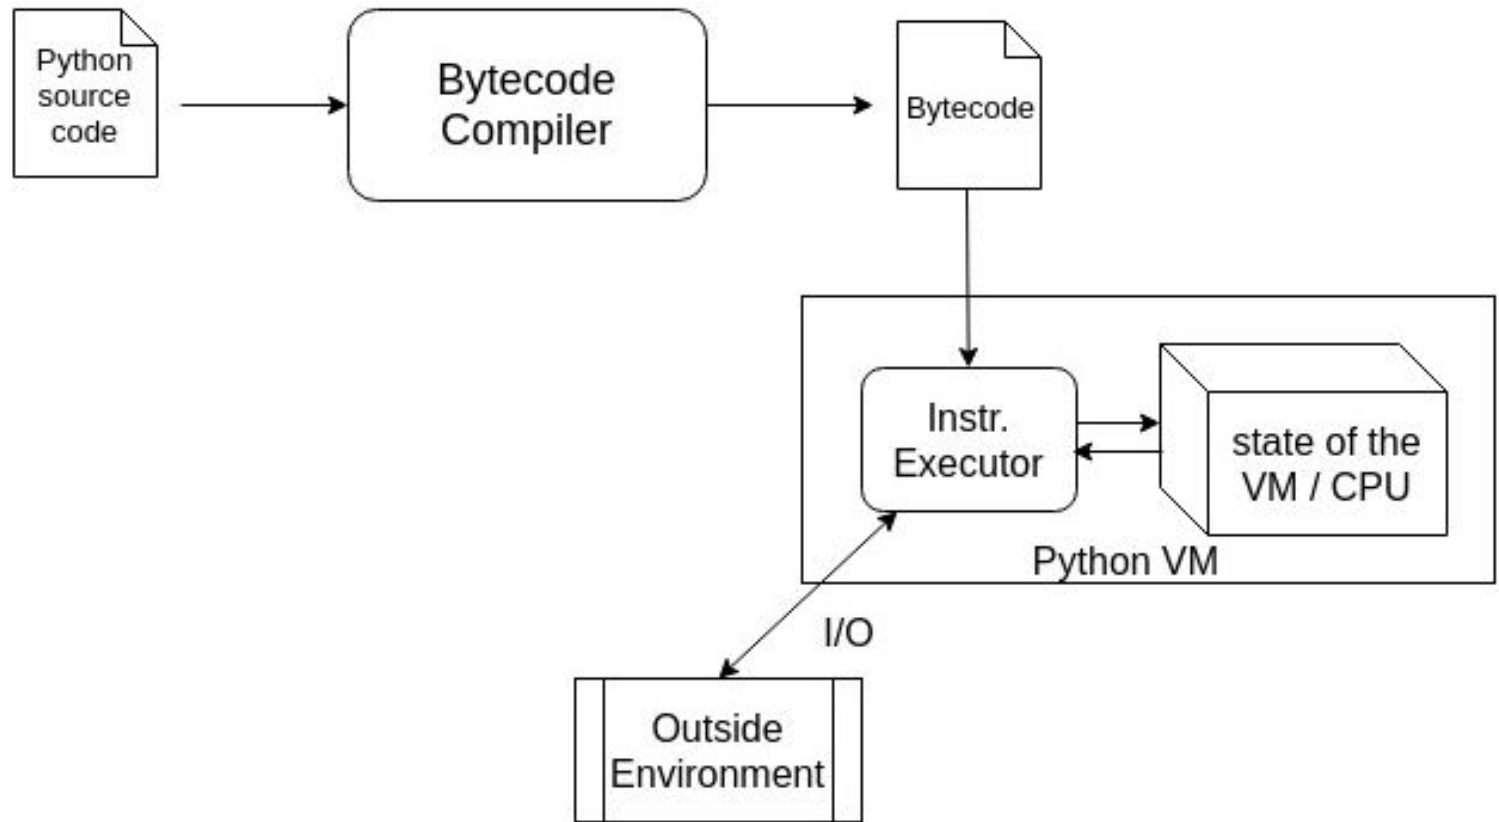 Python
source
code
Bytecode
Compiler
Bytecode
Instr.
Executor
state of the
VM / CPU
Python VM
I/O
Outside
Environment